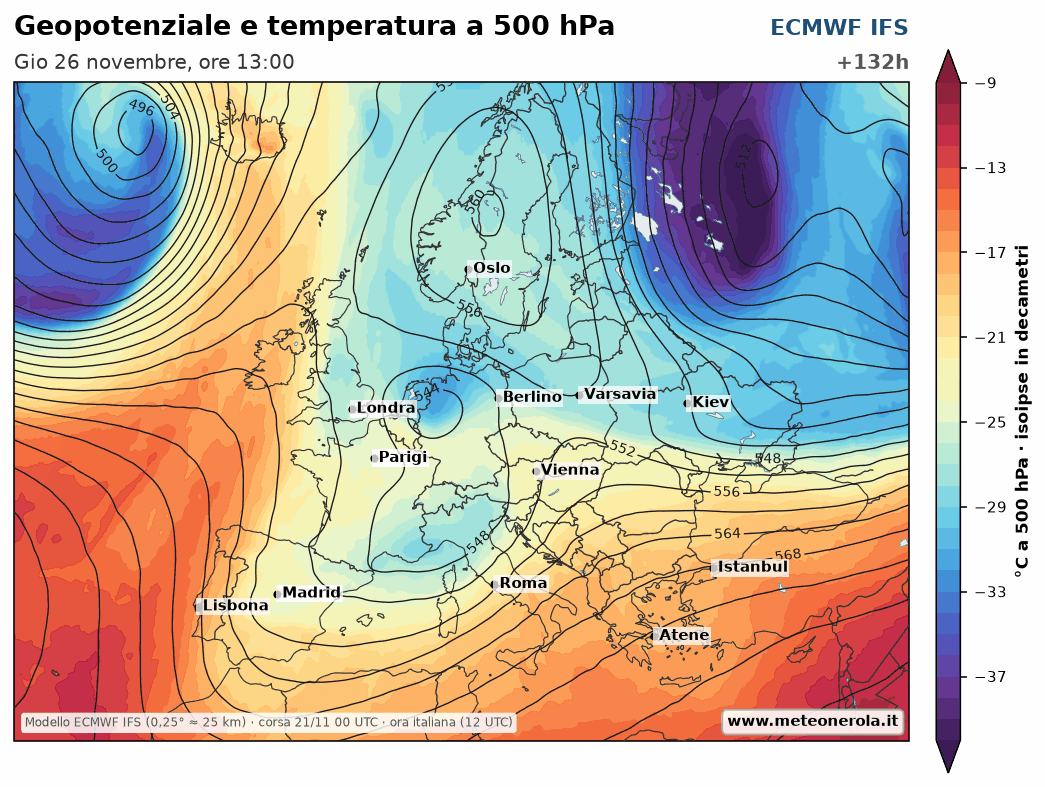 Geopotenziale e temperatura a 500 hPa
ECMWF IFS
Gio 26 novembre, ore 13:00
+132h
496
504
500
512
560
Oslo
556
544
Londra
Berlino
Varsavia
Kiev
Parigi
552
548
Vienna
556
564
548
568
Istanbul
Roma
Madrid
Lisbona
Atene
−9
−13
−17
−21
−25
−29
−33
−37
°C a 500 hPa · isoipse in decametri
Modello ECMWF IFS (0,25° ≈ 25 km) · corsa 21/11 00 UTC · ora italiana (12 UTC)
www.meteonerola.it